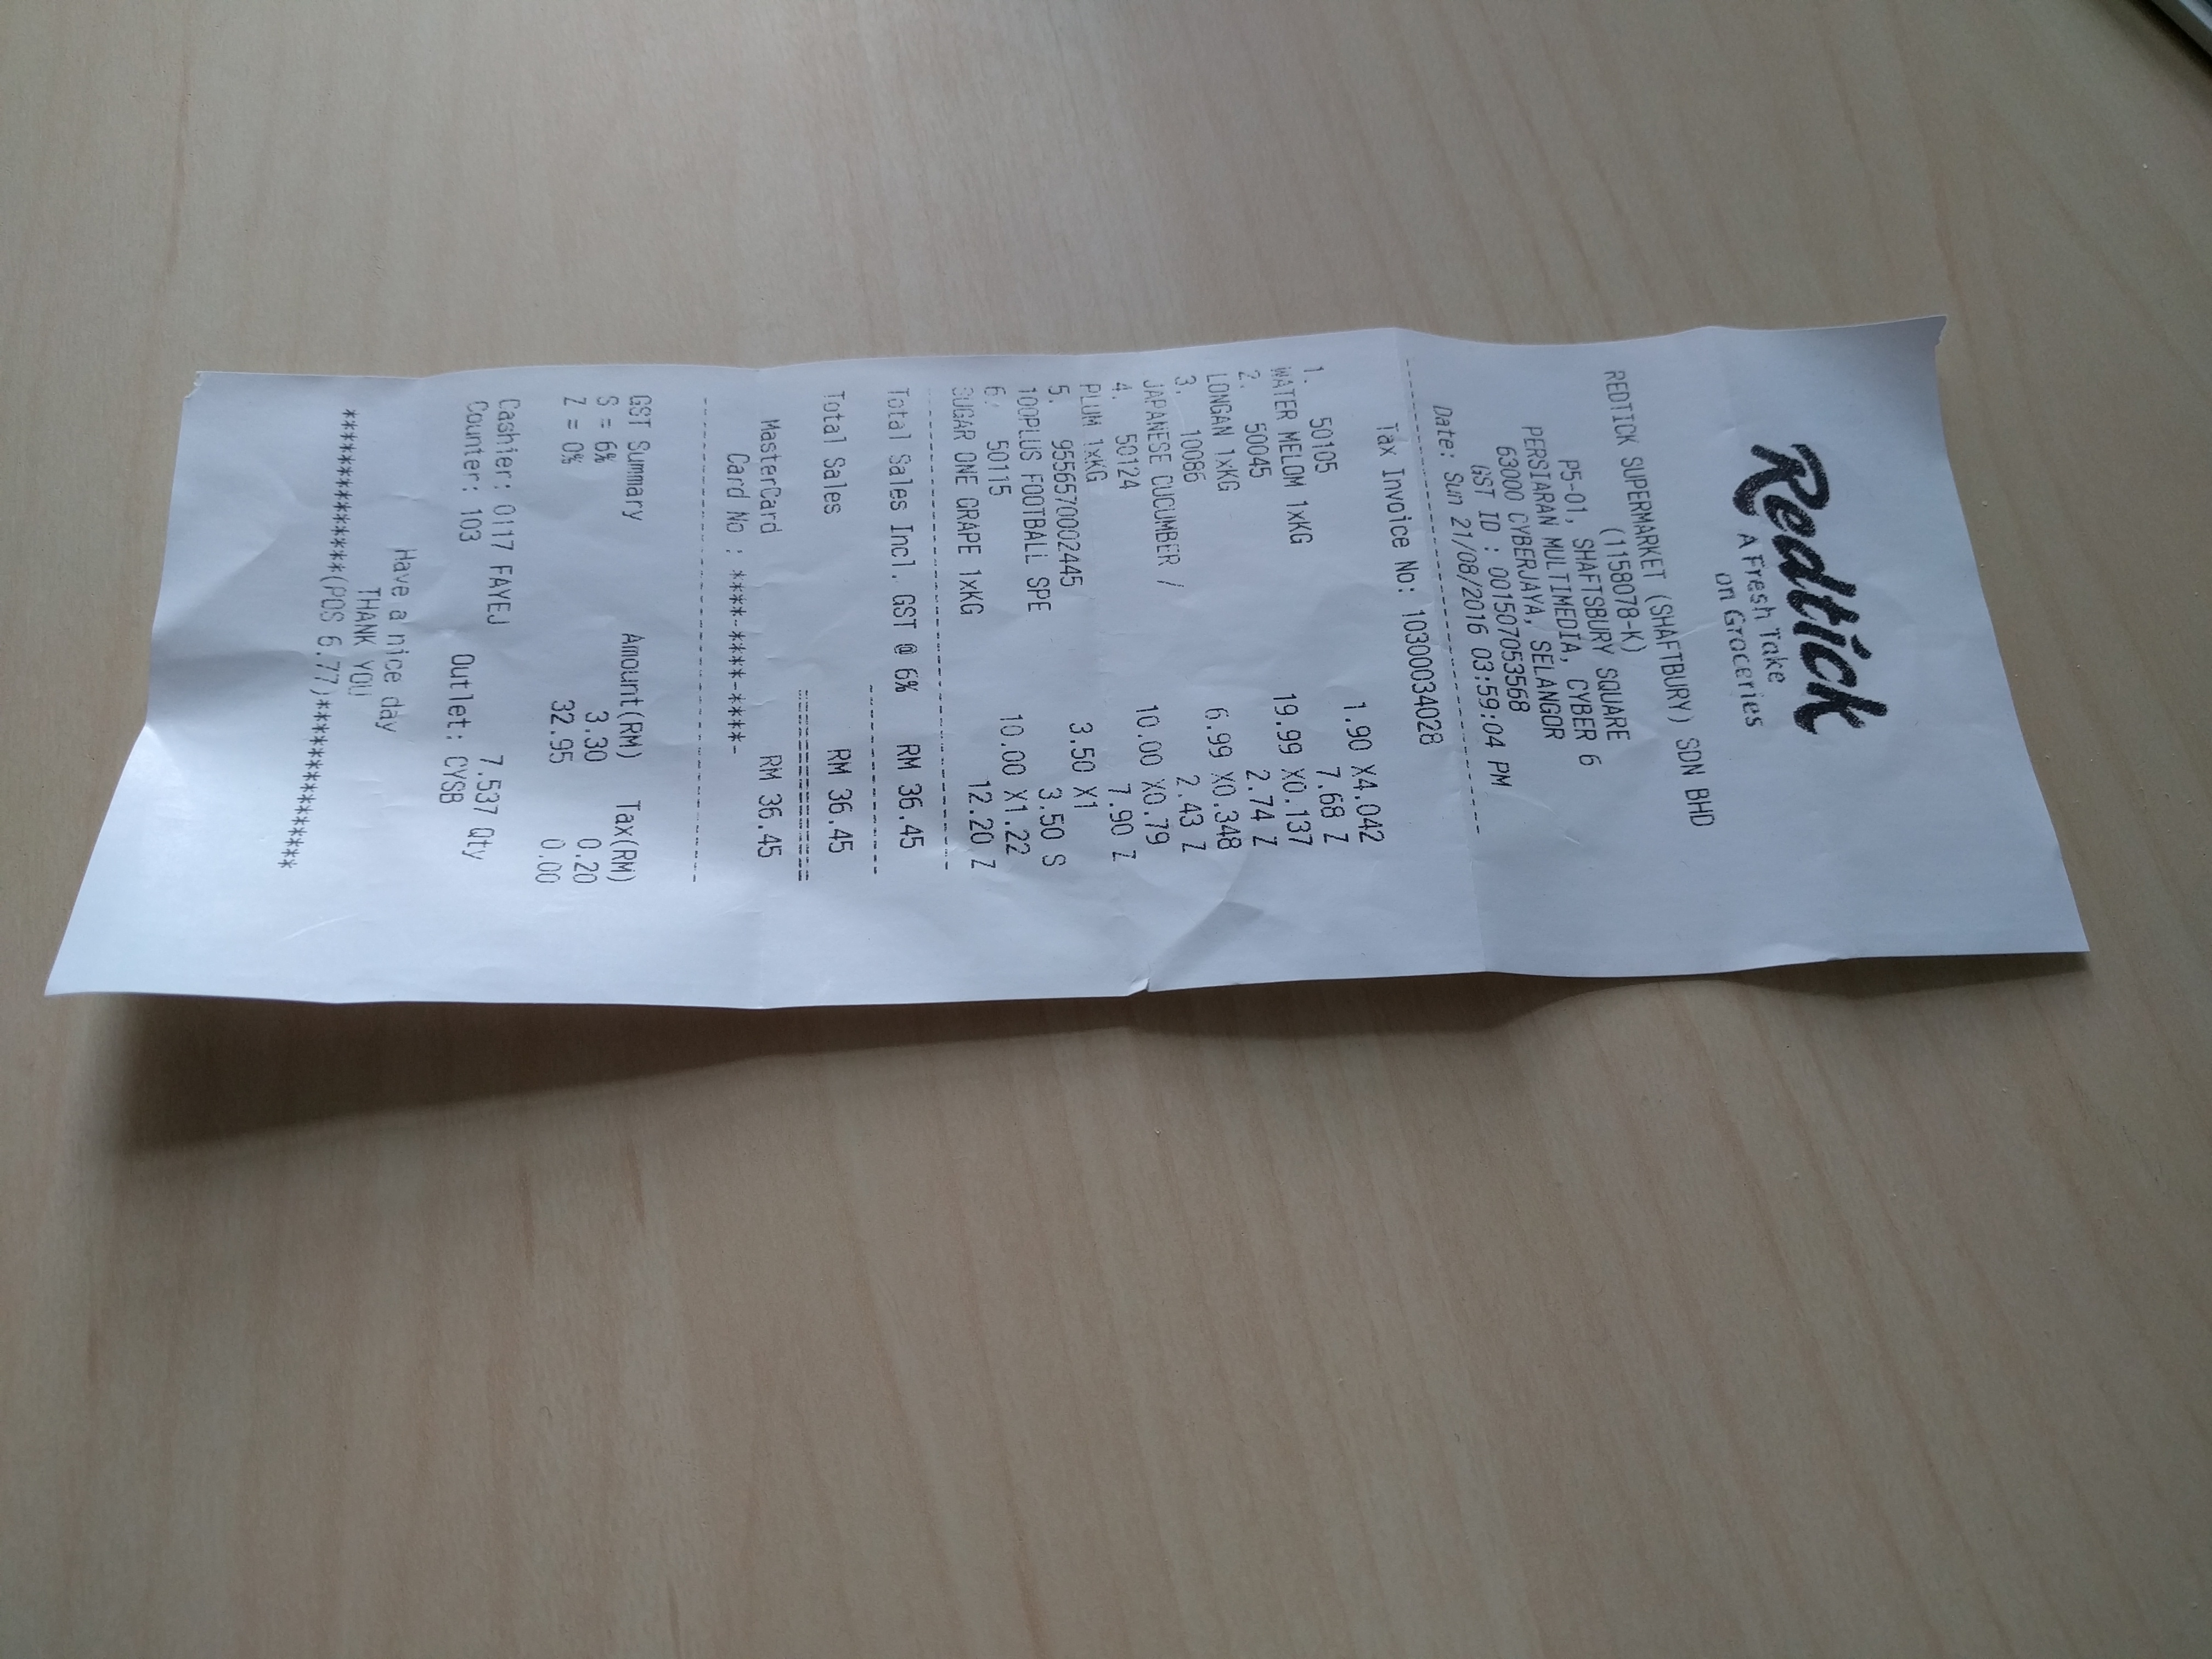 Redtick
A Fresh Take
on Groceries
REDTICK SUPERMARKET (SHAFTBURY) SDN BHD
(1158078-K)
P5-01, SHAFTSBURY SQUARE
PERSIARAN MULTIMEDIA, CYBER 6
63000 CYBERJAYA, SELANGOR
GST ID : 001507053568
Date: Sun 21/08/2016 03:59:04 PM
Tax Invoice No: 103000034028
1. 50105 1.90 X4.042
WATER MELOM 1xKG 7.68 Z
2. 50045 19.99 X0.137
LONGAN 1xKG 2.74 Z
3. 10086 6.99 X0.348
JAPANESE CUCUMBER / 2.43 Z
4. 50124 10.00 X0.79
PLUM 1xKG 7.90 Z
5. 9556570002445 3.50 X1
100PLUS FOOTBALL SPE 3.50 S
6. 50115 10.00 X1.22
SUGAR ONE GRAPE 1xKG 12.20 Z
Total Sales Incl. GST @ 6% RM 36.45
Total Sales RM 36.45
MasterCard RM 36.45
Card No : ****-****-****-
GST Summary Amount(RM) Tax(RM)
S = 6% 3.30 0.20
Z = 0% 32.95 0.00
Cashier: 0117 FAYEJ 7.537 Qty
Counter: 103 Outlet: CYSB
Have a nice day
THANK YOU
****************(POS 6.77)*****************